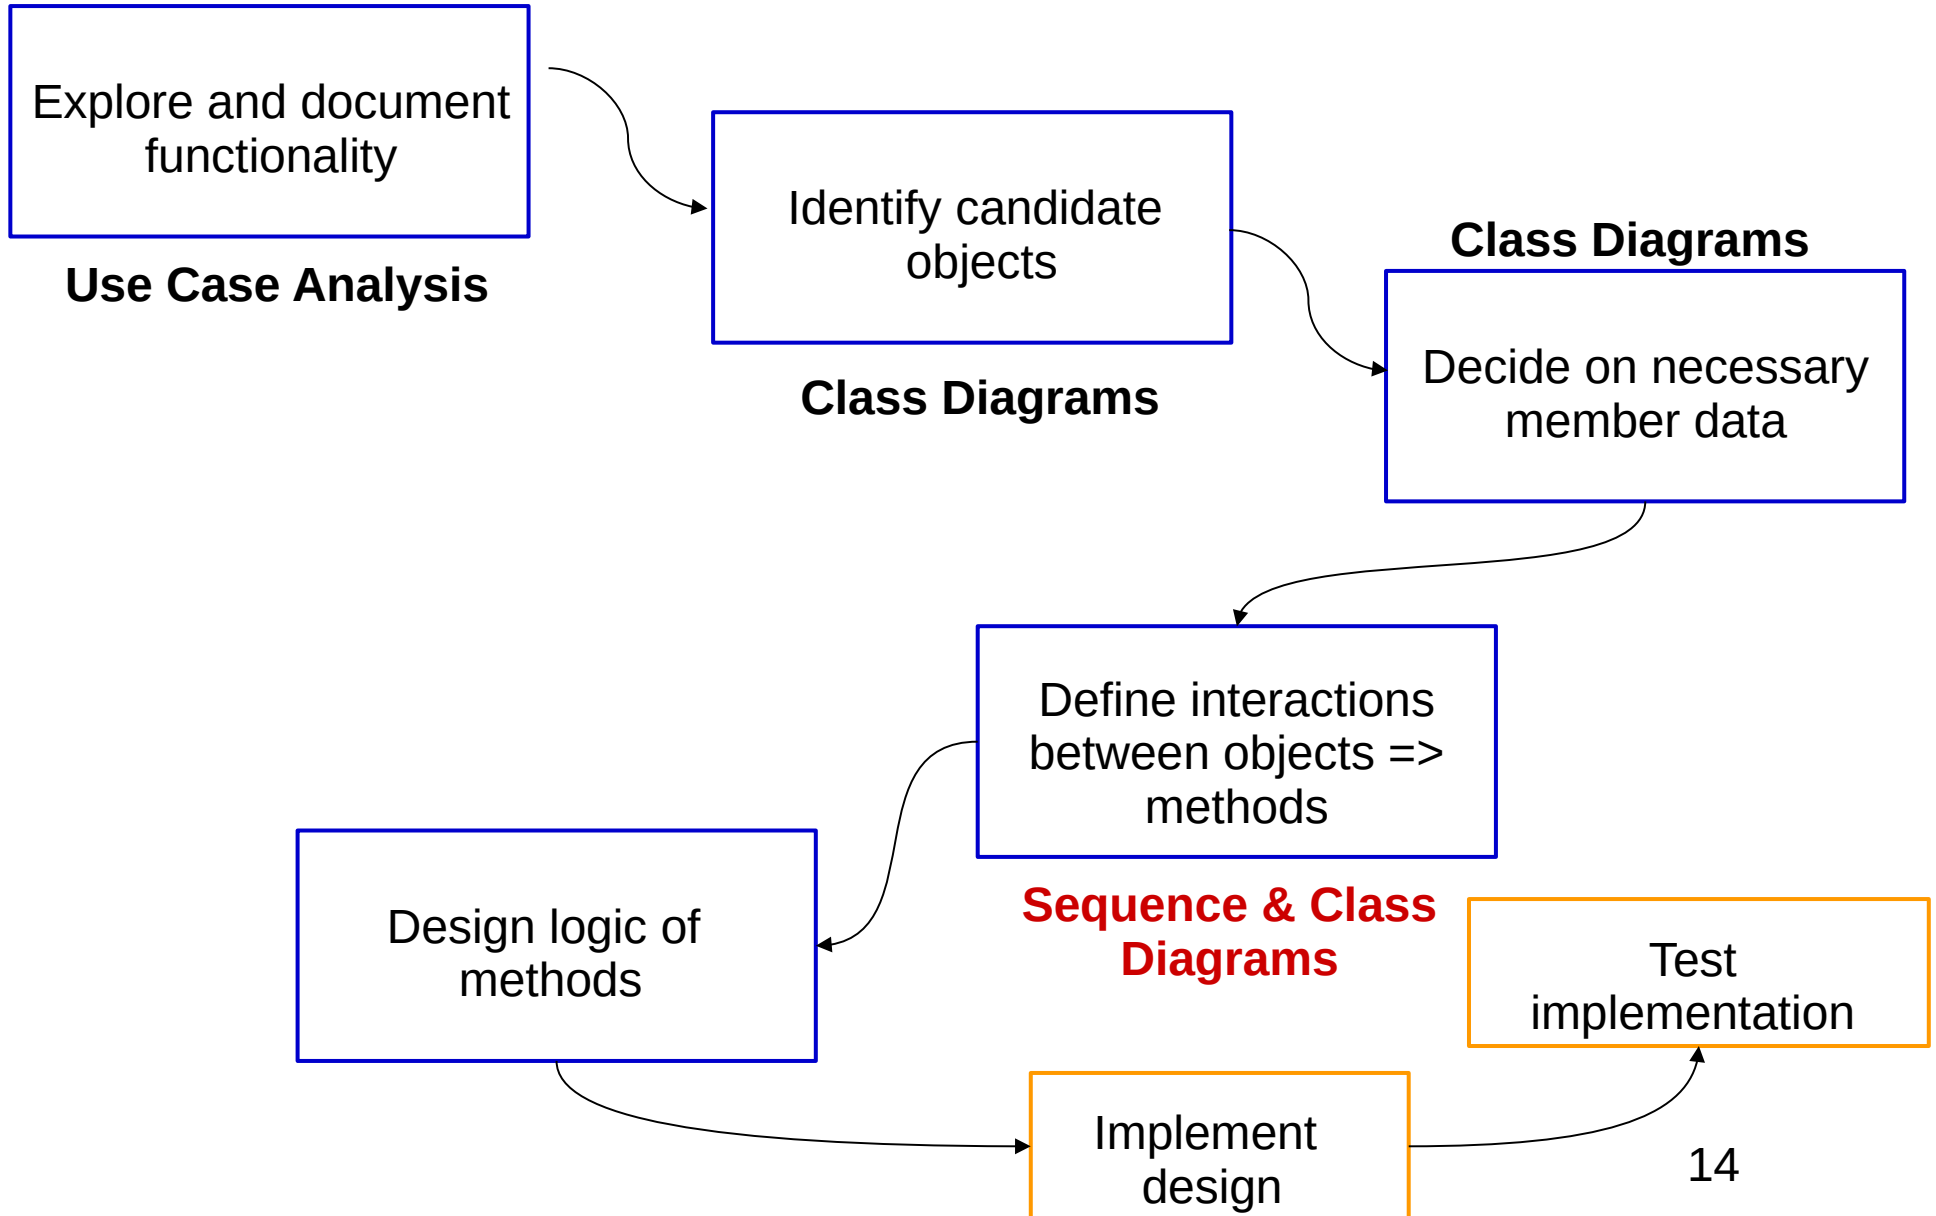 Explore and document
functionality
Use Case Analysis
Identify candidate
objects
Class Diagrams
Class Diagrams
Decide on necessary
member data
Define interactions
between objects =>
methods
Sequence & Class
Diagrams
Design logic of
methods
Implement
design
Test
implementation
14